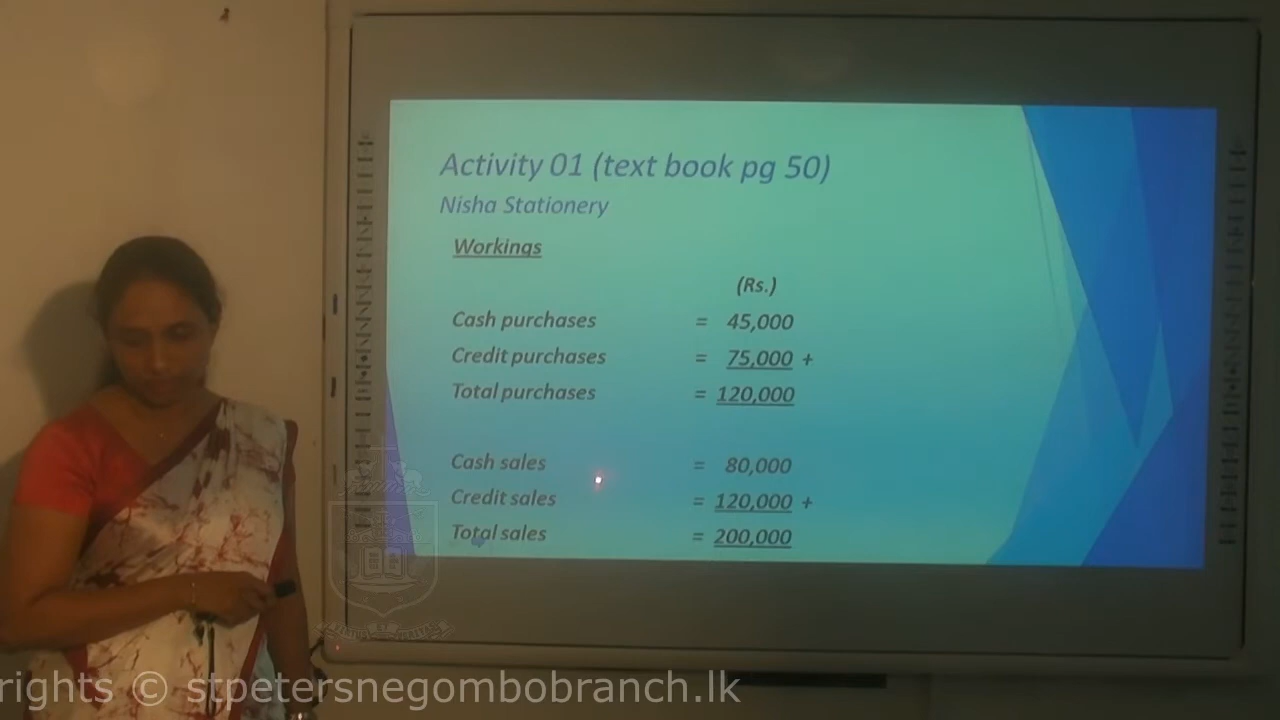 Activity 01 (text book pg 50)
Nisha Stationery
Workings
(Rs.)
Cash purchases = 45,000
Credit purchases = 75,000 +
Total purchases = 120,000
Cash sales = 80,000
Credit sales = 120,000 +
Total sales = 200,000
rights © stpetersnegombobranch.lk